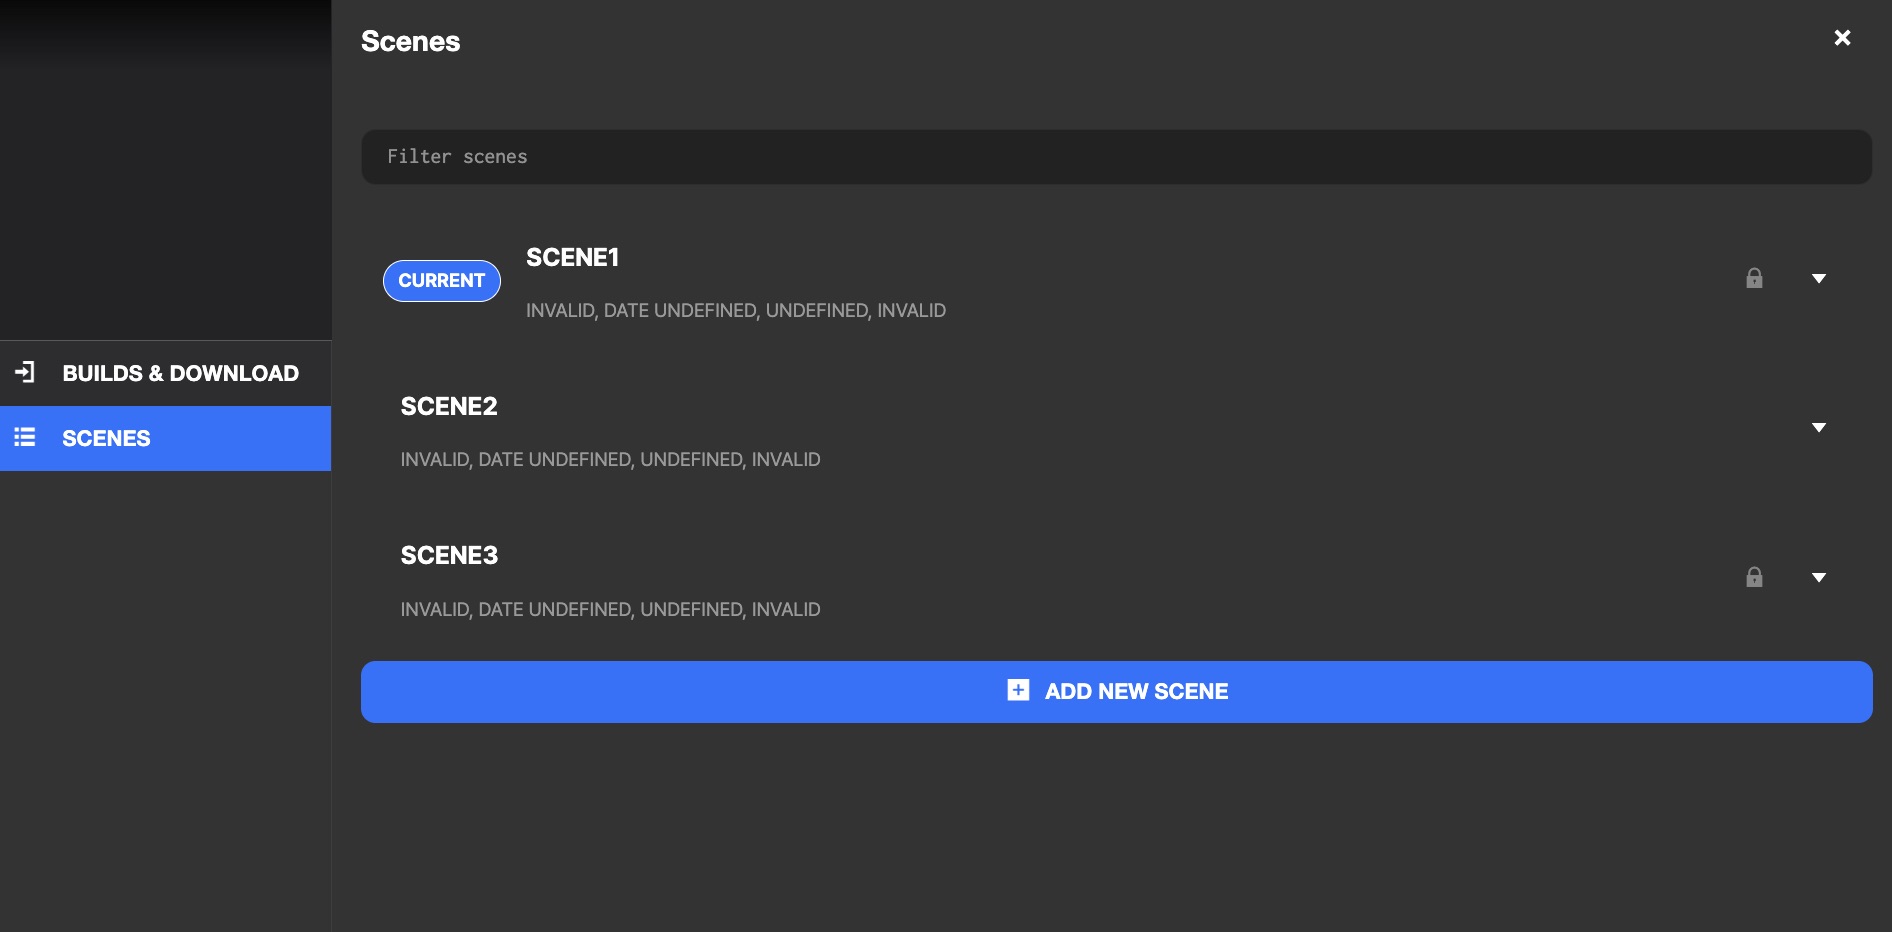 Scenes
Filter scenes
CURRENT
SCENE1
INVALID, DATE UNDEFINED, UNDEFINED, INVALID
BUILDS & DOWNLOAD
SCENES
SCENE2
INVALID, DATE UNDEFINED, UNDEFINED, INVALID
SCENE3
INVALID, DATE UNDEFINED, UNDEFINED, INVALID
ADD NEW SCENE